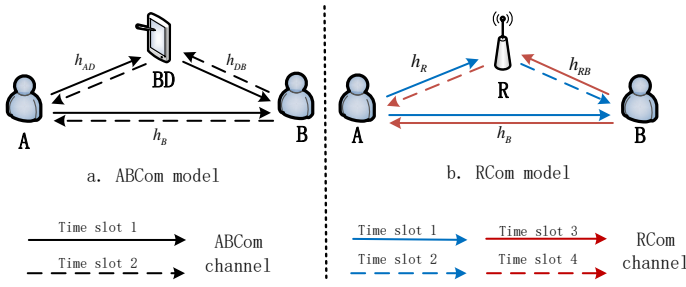 h_AD
h_DB
BD
A
B
h_B
a. ABCom model
Time slot 1
Time slot 2
ABCom
channel
h_R
h_RB
R
A
B
h_B
b. RCom model
Time slot 1
Time slot 3
Time slot 2
Time slot 4
RCom
channel